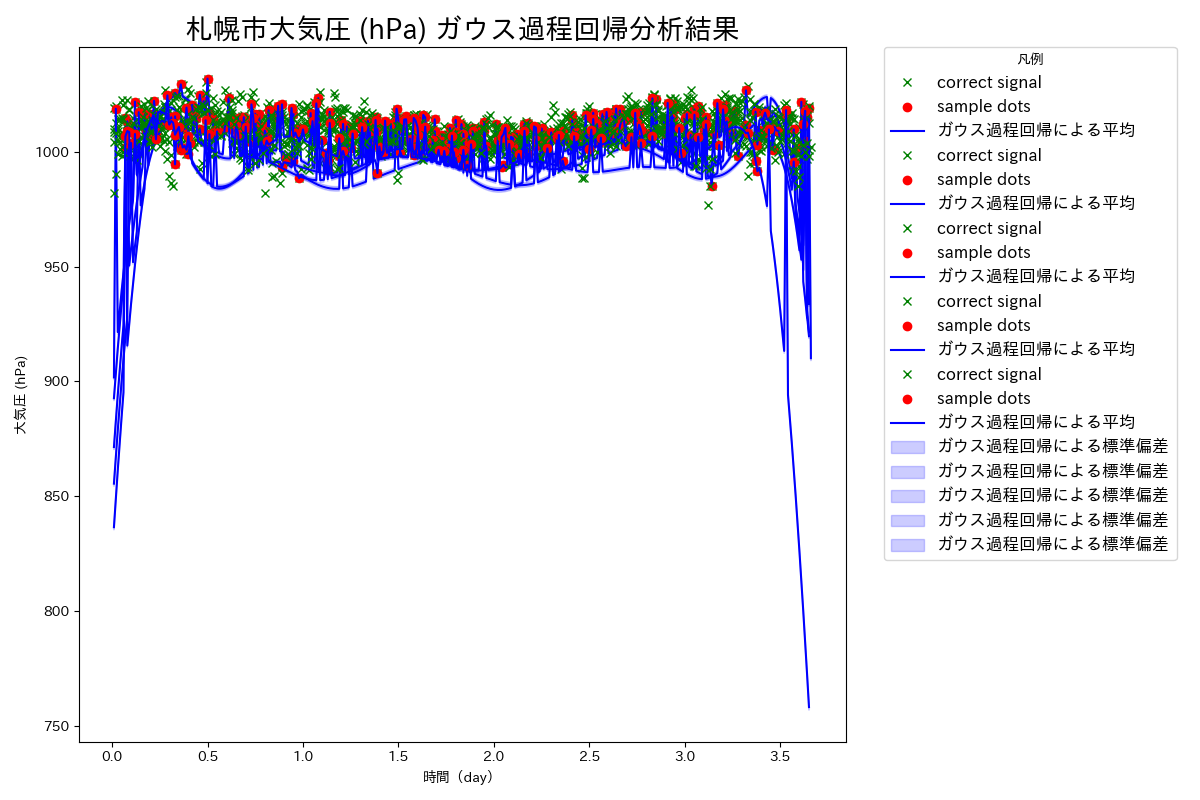 札幌市大気圧 (hPa) ガウス過程回帰分析結果
大気圧 (hPa)
1000
950
900
850
800
750
0.0 0.5 1.0 1.5 2.0 2.5 3.0 3.5
時間（day）
凡例
correct signal
sample dots
ガウス過程回帰による平均
correct signal
sample dots
ガウス過程回帰による平均
correct signal
sample dots
ガウス過程回帰による平均
correct signal
sample dots
ガウス過程回帰による平均
correct signal
sample dots
ガウス過程回帰による平均
ガウス過程回帰による標準偏差
ガウス過程回帰による標準偏差
ガウス過程回帰による標準偏差
ガウス過程回帰による標準偏差
ガウス過程回帰による標準偏差